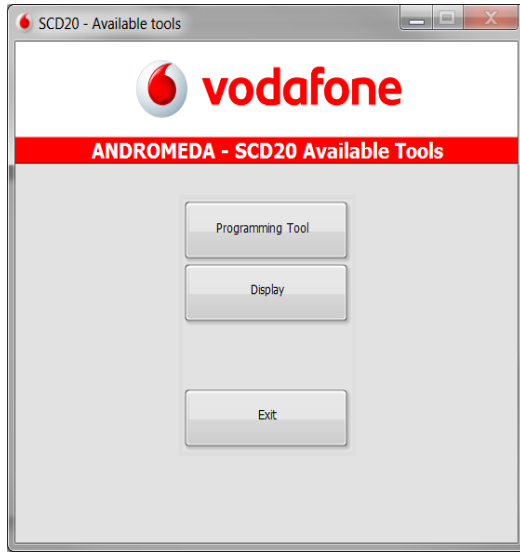 SCD20 - Available tools
vodafone
ANDROMEDA - SCD20 Available Tools
Programming Tool
Display
Exit